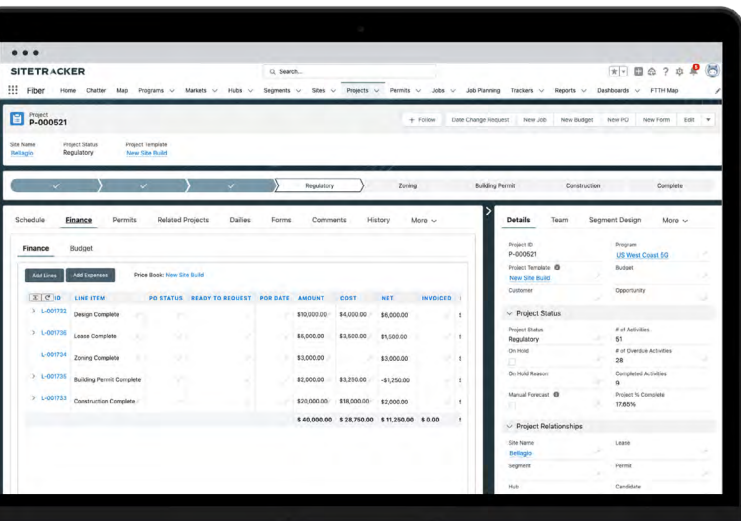 SITETRACKER
Search...
Fiber Home Chatter Map Programs Markets Hubs Segments Sites Projects Permits Jobs Job Planning Trackers Reports Dashboards FTTH Map
Project
P-000521
+ Follow Date Change Request New Job New Budget New PO New Form Edit
Site Name Project Status Project Template
Bellagio Regulatory New Site Build
Regulatory Zoning Building Permit Construction Complete
Schedule Finance Permits Related Projects Dailies Forms Comments History More
Finance Budget
Add Lines Add Expenses Price Book: New Site Build
ID LINE ITEM PO STATUS READY TO REQUEST POR DATE AMOUNT COST NET INVOICED
L-001732 Design Complete $10,000.00 $4,000.00 $6,000.00
L-001736 Lease Complete $5,000.00 $3,500.00 $1,500.00
L-001734 Zoning Complete $3,000.00 $3,000.00
L-001735 Building Permit Complete $2,000.00 $3,250.00 -$1,250.00
L-001733 Construction Complete $20,000.00 $18,000.00 $2,000.00
$ 40,000.00 $ 28,750.00 $ 11,250.00 $ 0.00
Details Team Segment Design More
Project ID Program
P-000521 US West Coast 5G
Project Template Budget
New Site Build
Customer Opportunity
Project Status
Project Status # of Activities
Regulatory 51
On Hold # of Overdue Activities
28
On Hold Reason Completed Activities
9
Manual Forecast Project % Complete
17.65%
Project Relationships
Site Name Lease
Bellagio
Segment Permit
Hub Candidate